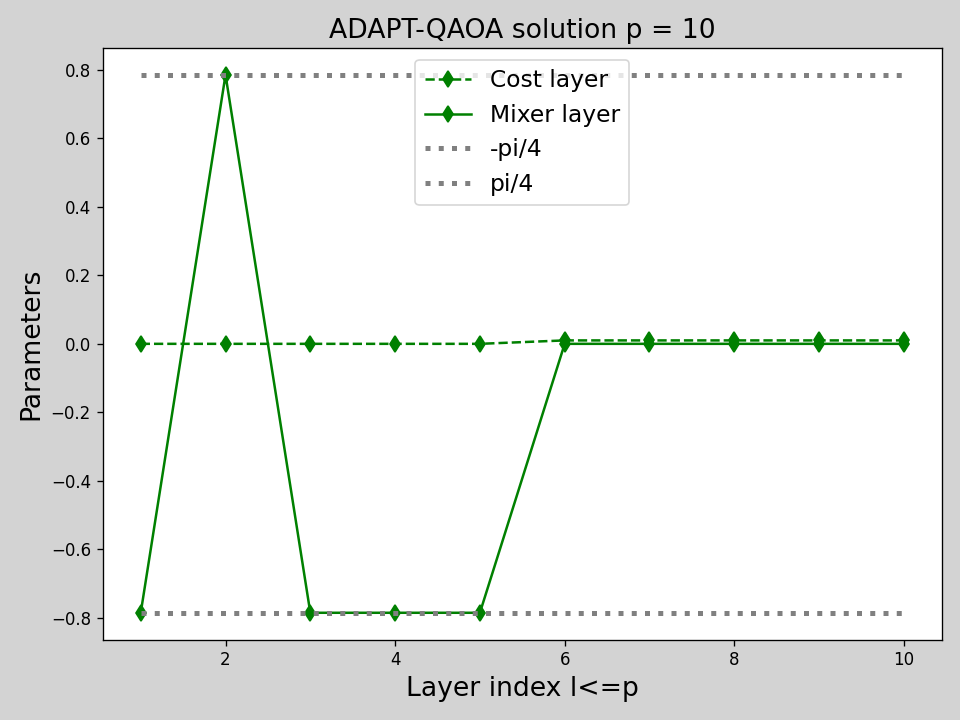 ADAPT-QAOA solution p = 10
Parameters
0.8
0.6
0.4
0.2
0.0
−0.2
−0.4
−0.6
−0.8
Cost layer
Mixer layer
-pi/4
pi/4
2
4
6
8
10
Layer index l<=p